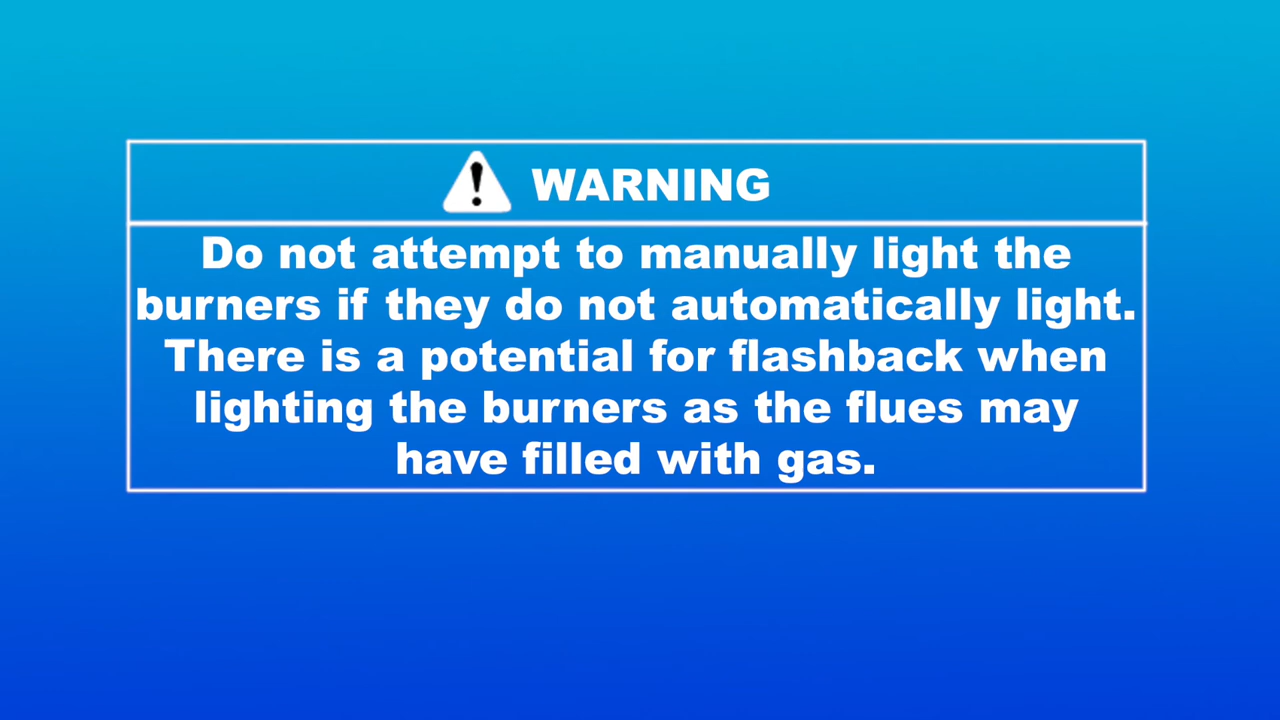 WARNING
Do not attempt to manually light the
burners if they do not automatically light.
There is a potential for flashback when
lighting the burners as the flues may
have filled with gas.